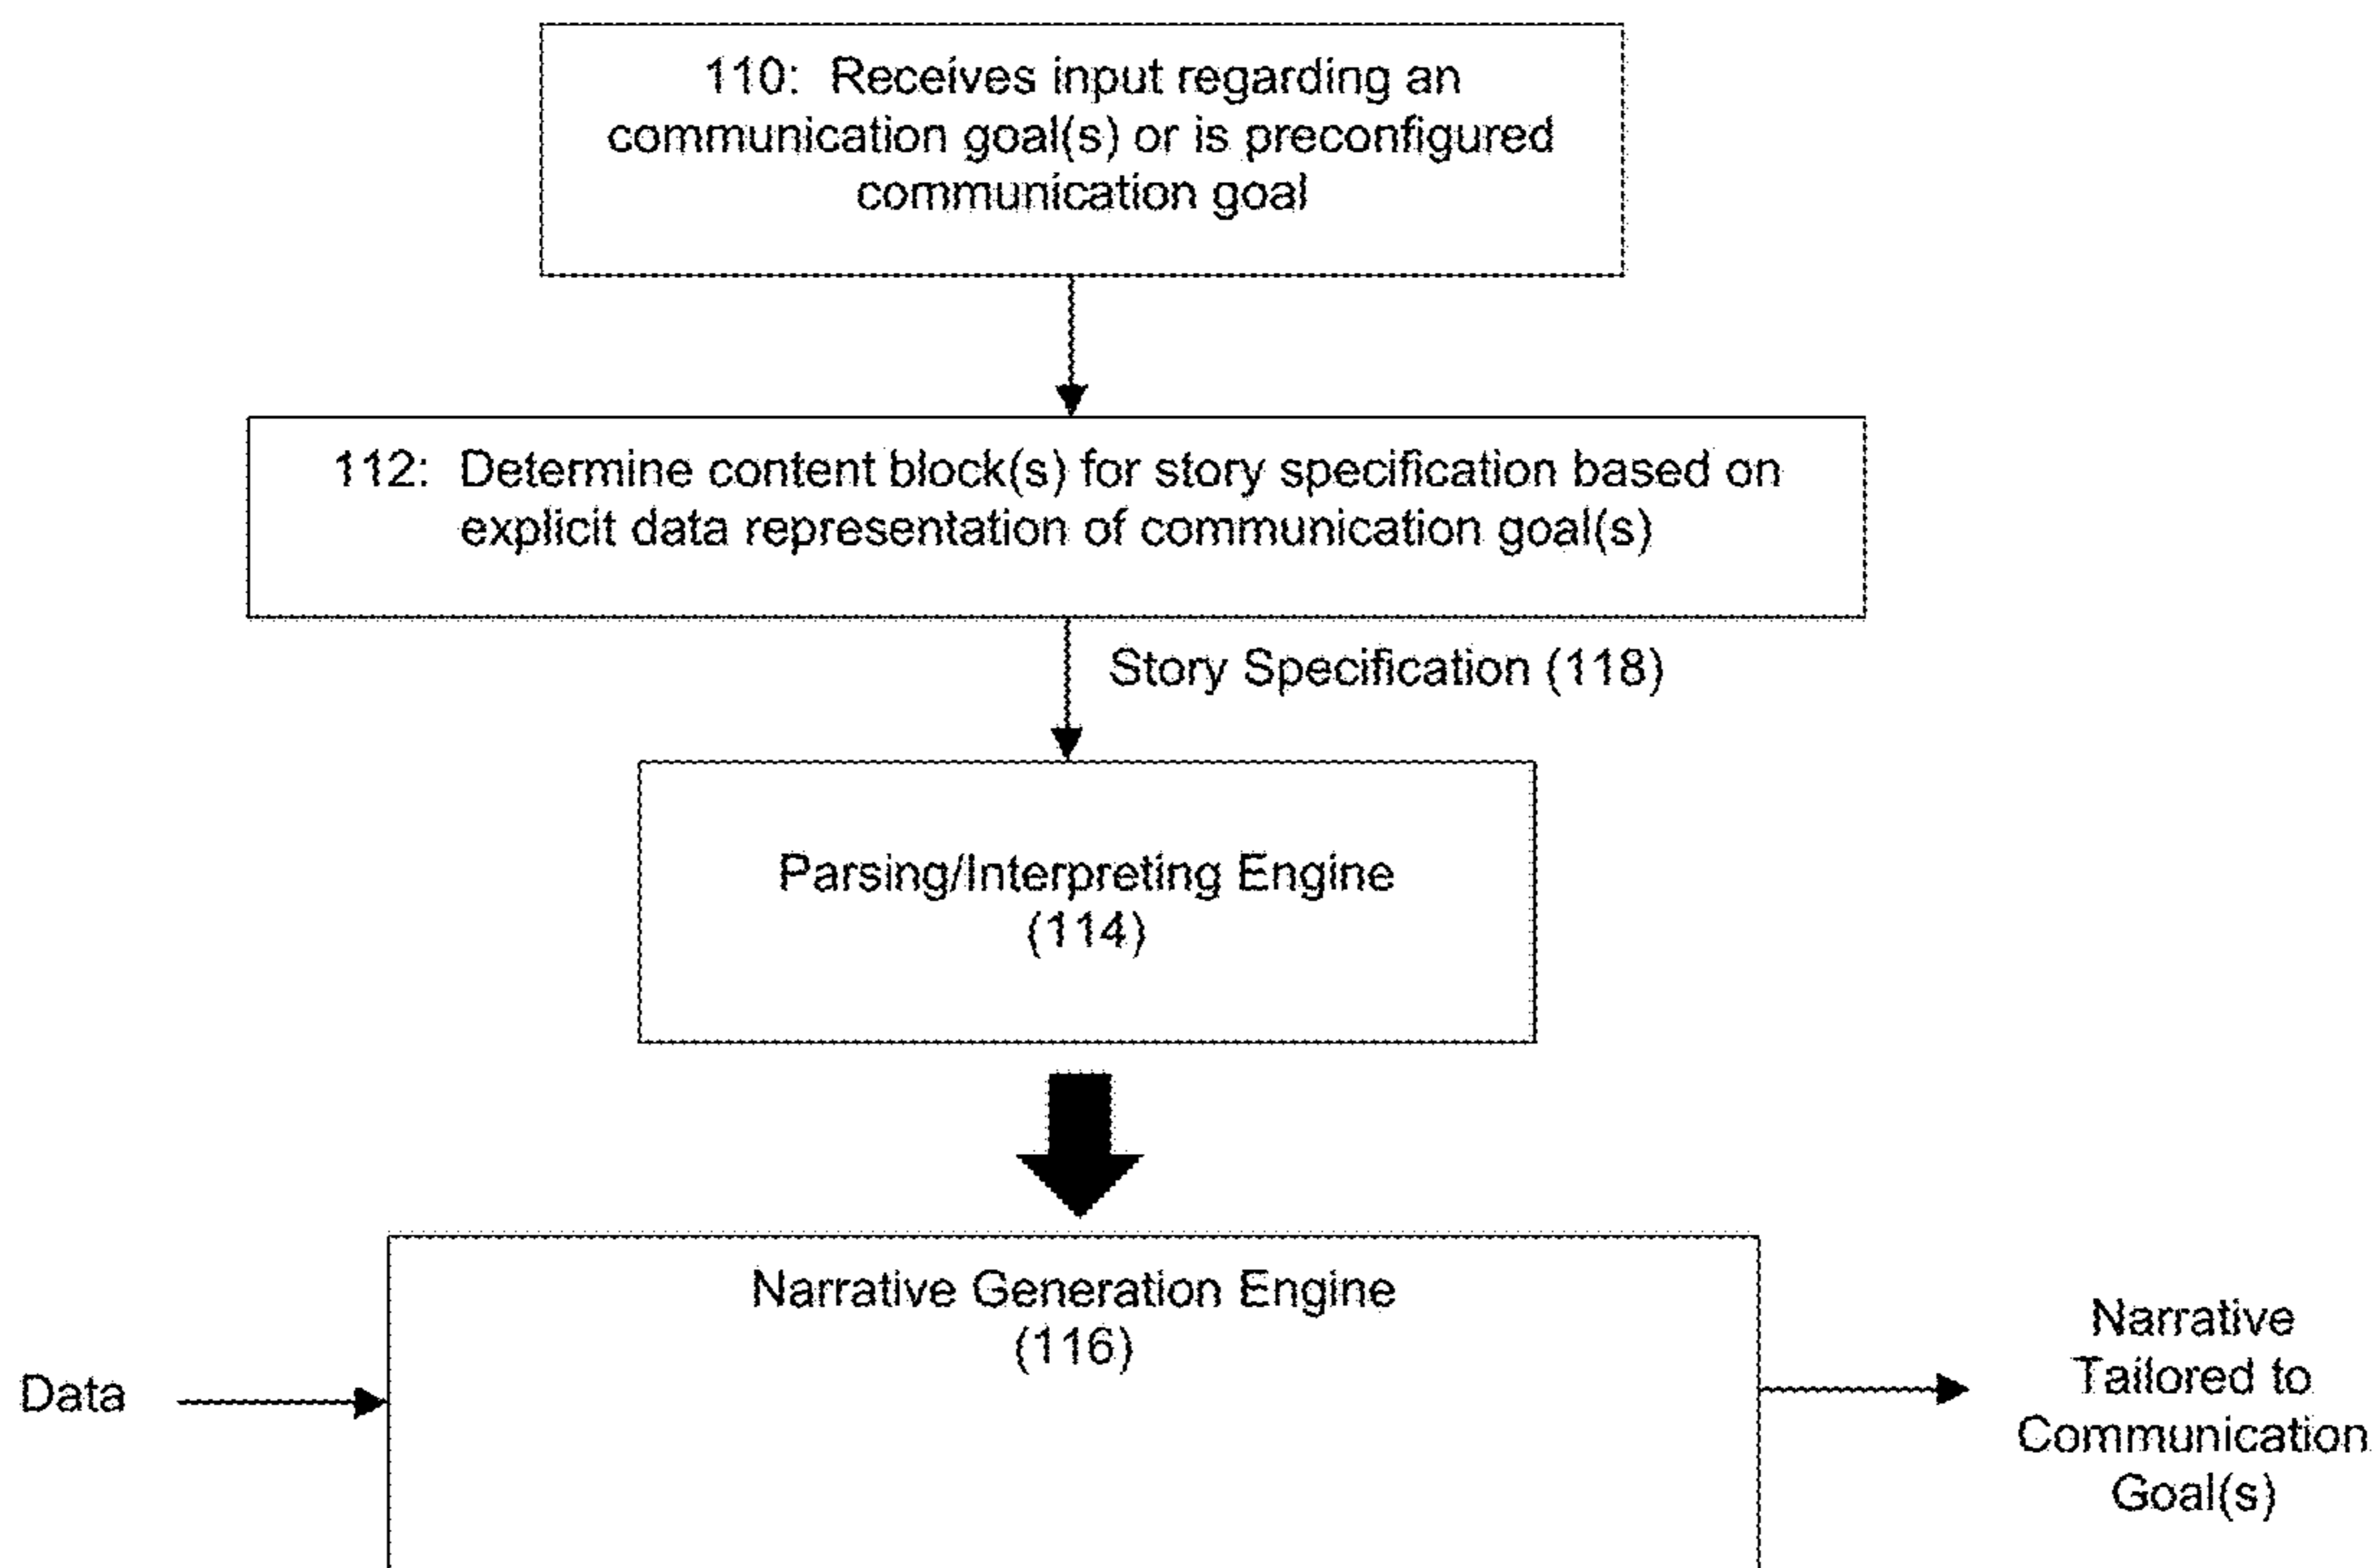 110: Receives input regarding an
communication goal(s) or is preconfigured
communication goal
112: Determine content block(s) for story specification based on
explicit data representation of communication goal(s)
Story Specification (118)
Parsing/Interpreting Engine
(114)
Narrative Generation Engine
(116)
Data
Narrative
Tailored to
Communication
Goal(s)